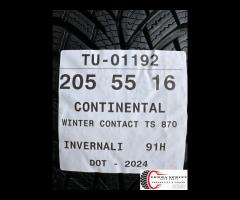 TU-01192
205 55 16
CONTINENTAL
WINTER CONTACT TS 870
INVERNALI 91H
DOT - 2024